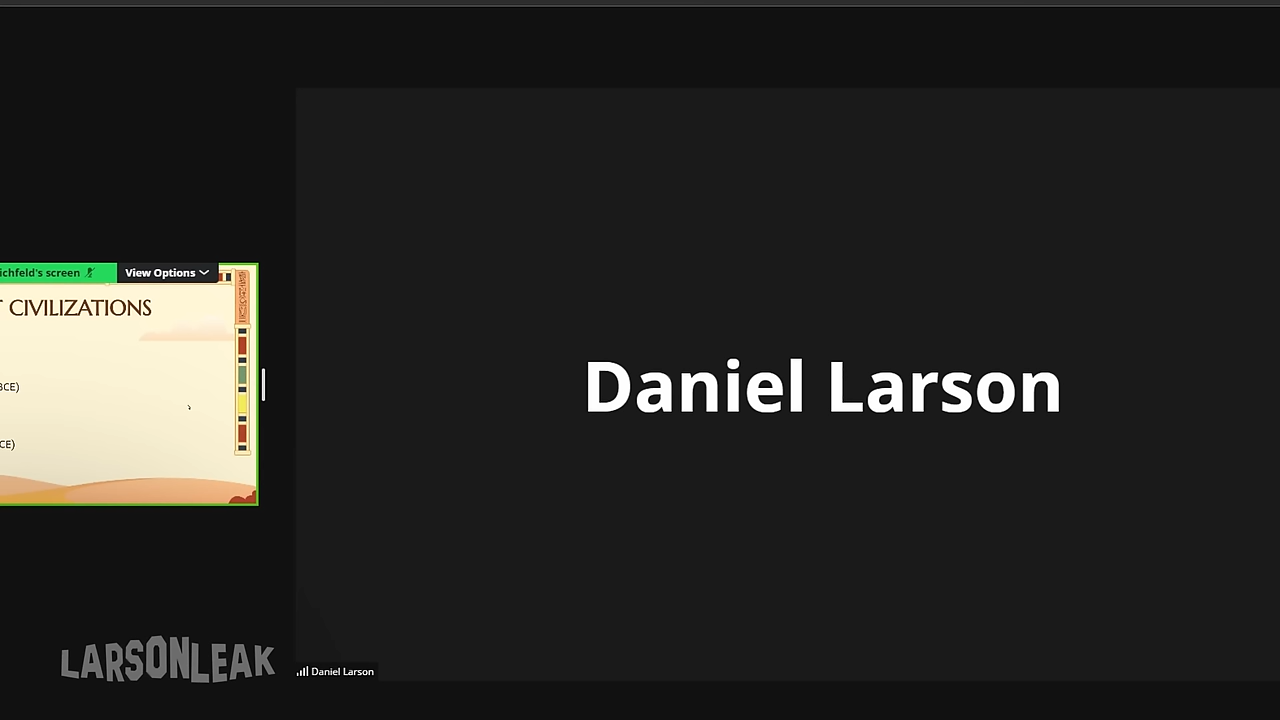 ichfeld's screen
View Options
T CIVILIZATIONS
BCE)
CE)
Daniel Larson
LARSONLEAK
Daniel Larson